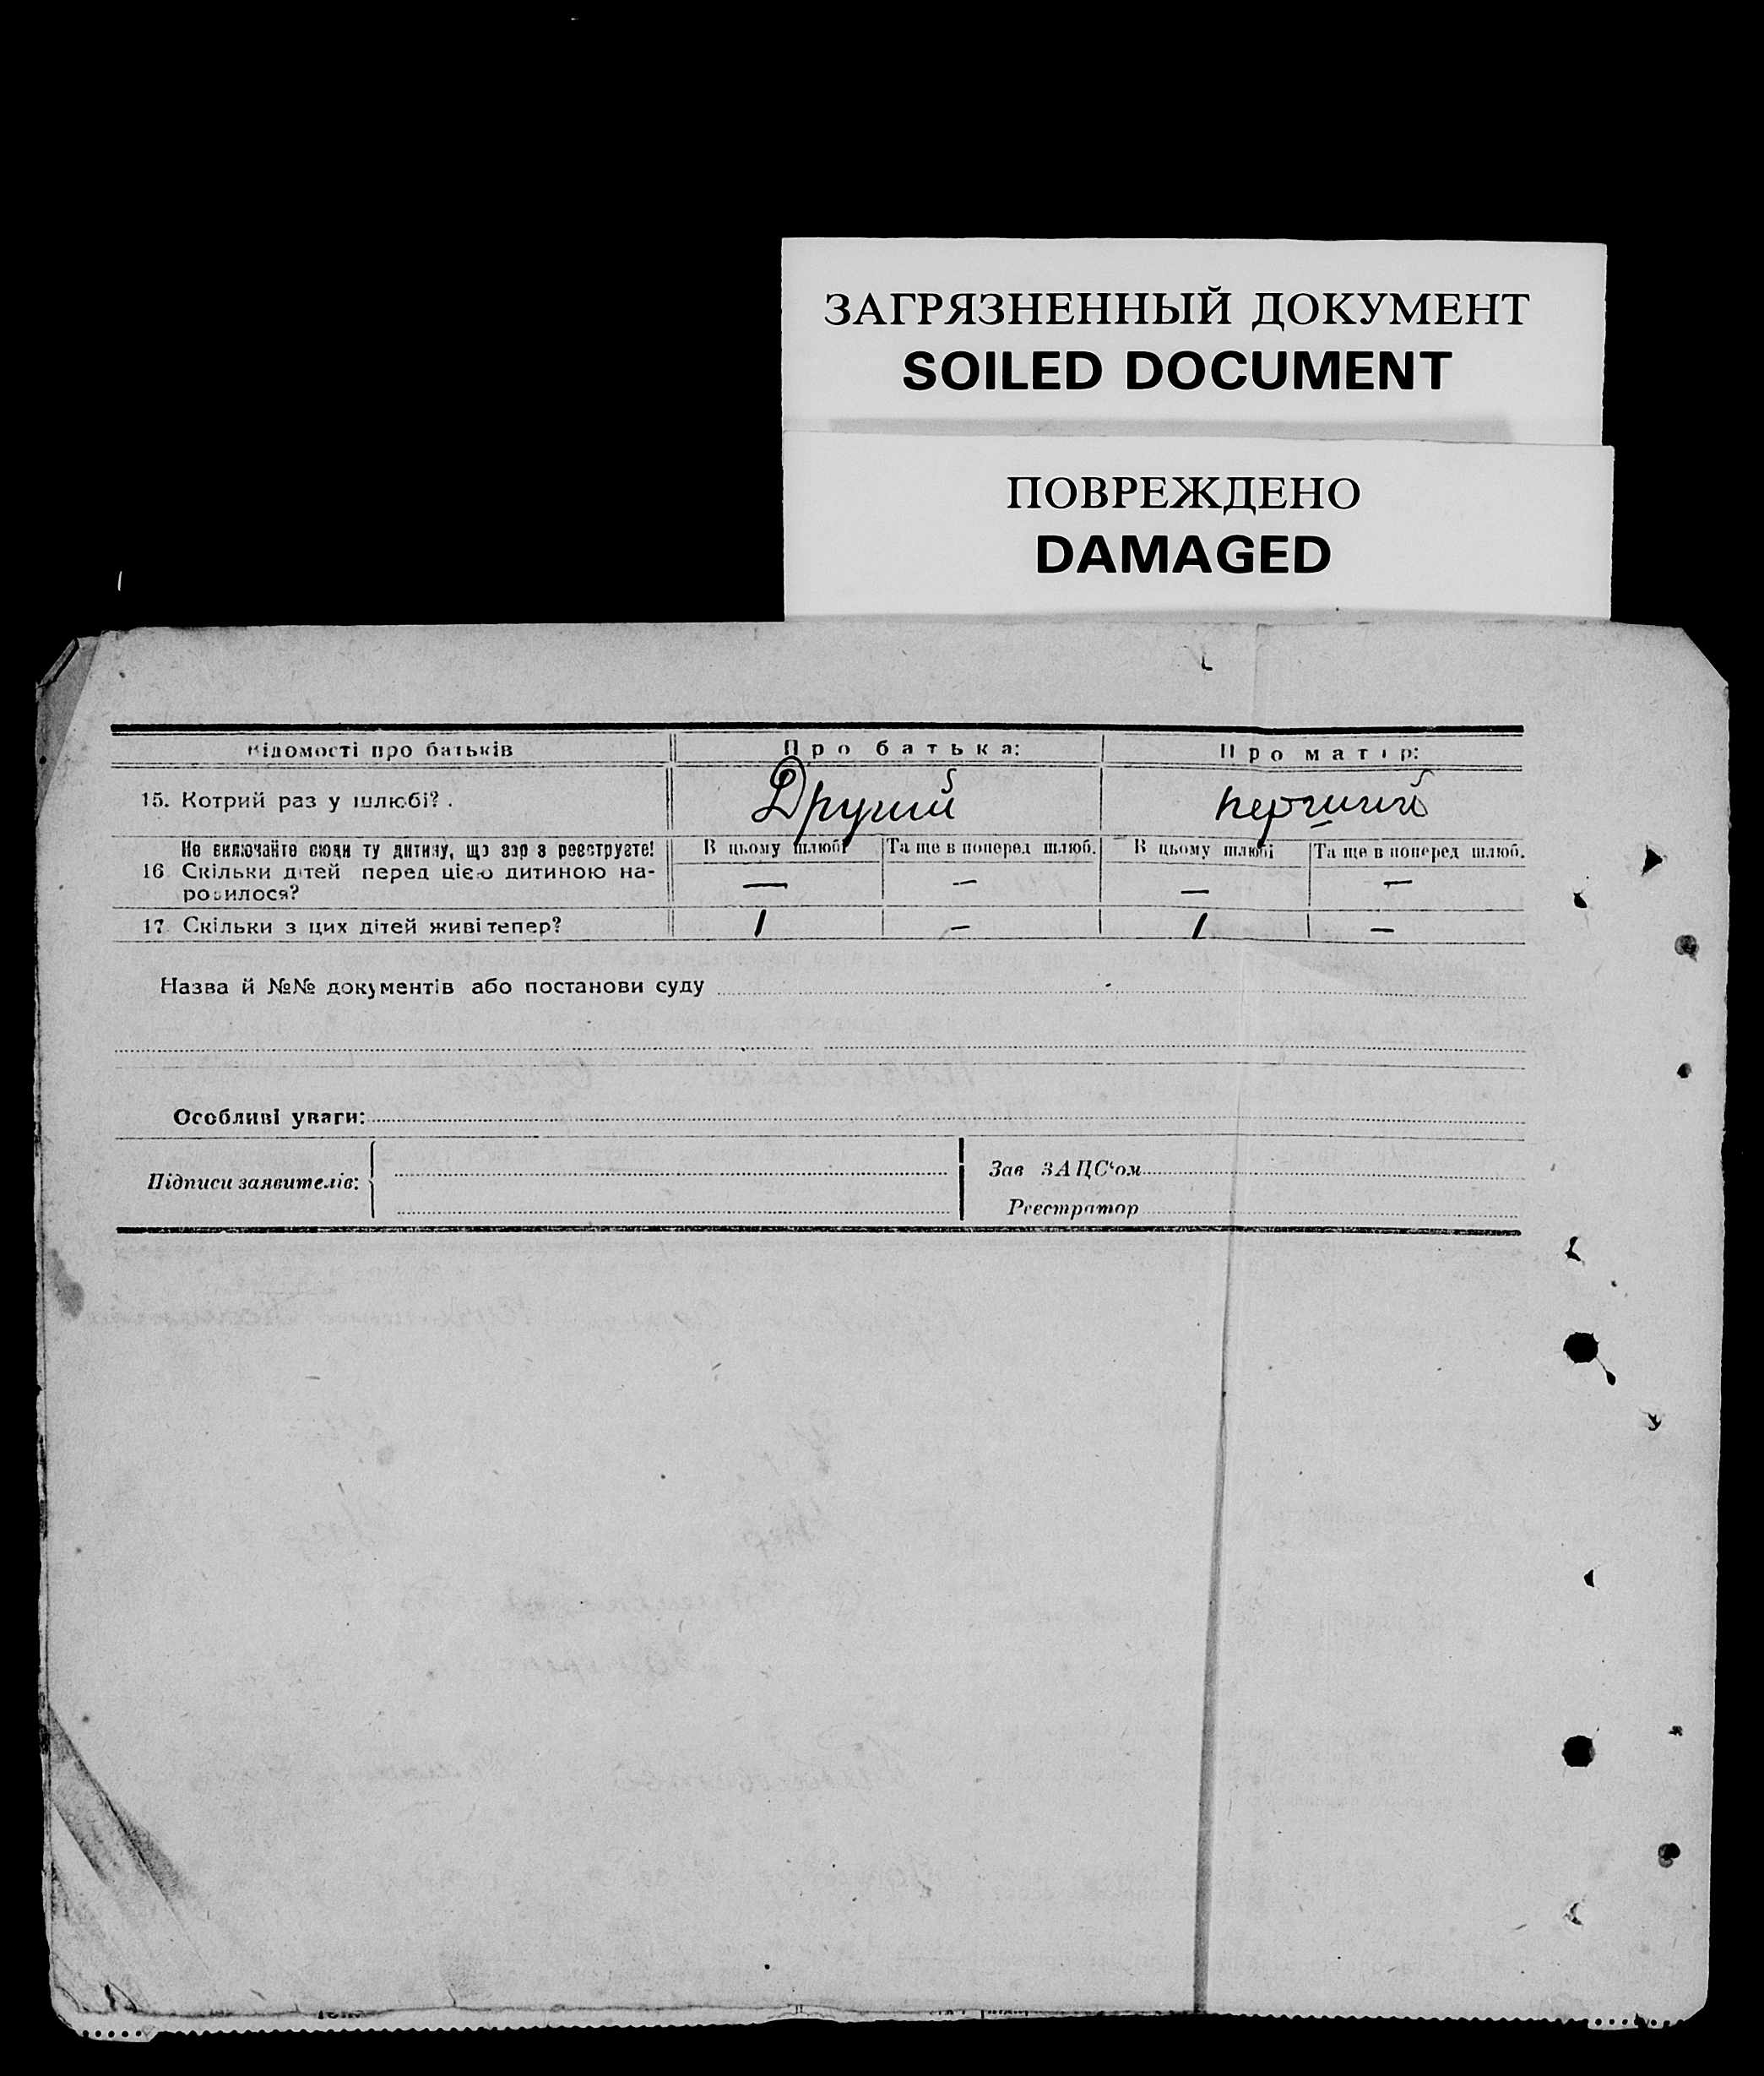 ЗАГРЯЗНЕННЫЙ ДОКУМЕНТ
SOILED DOCUMENT
ПОВРЕЖДЕНО
DAMAGED
Відомості про батьків Про батька: Про матір:
15. Котрий раз у шлюбі? . Другий перший
Не включайте сюди ту дитину, що зар з реєструєте! В цьому шлюбі Та ще в поперед шлюб. В цьому шлюбі Та ще в поперед шлюб.
16 Скільки дітей перед цією дитиною на- — — — —
родилося?
17 Скільки з цих дітей живі тепер? 1 — 1 —
Назва й №№ документів або постанови суду
Особливі уваги:
Підписи заявителів: Зав ЗАЦС'ом
Реєстратор